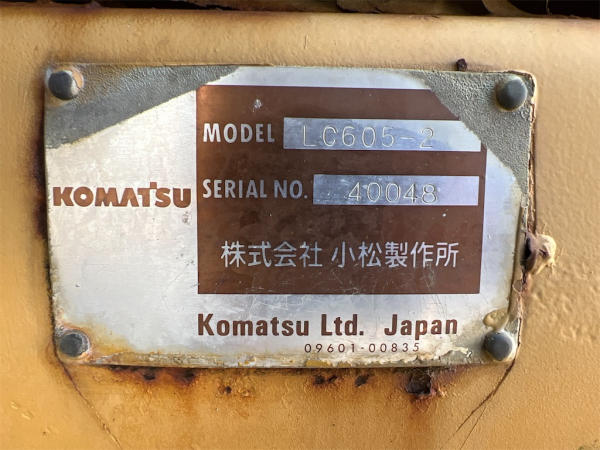 MODEL LC605-2
KOMATSU
SERIAL NO. 40048
株式会社 小松製作所
Komatsu Ltd. Japan
09601-00835